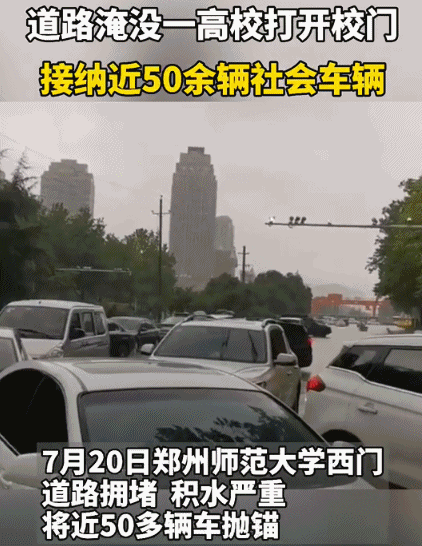 道路淹没一高校打开校门
接纳近50余辆社会车辆
7月20日郑州师范大学西门
道路拥堵 积水严重
将近50多辆车抛锚